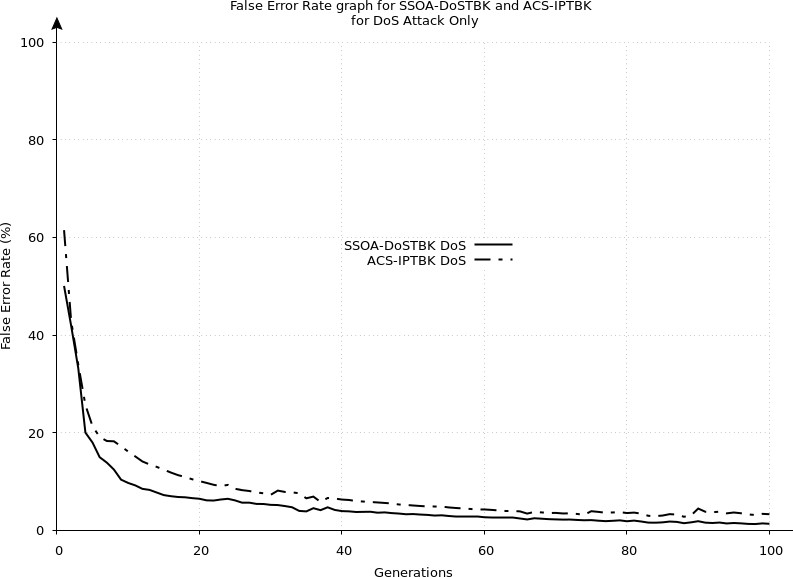 False Error Rate graph for SSOA-DoSTBK and ACS-IPTBK
for DoS Attack Only
100
80
60
40
20
0
False Error Rate (%)
SSOA-DoSTBK DoS
ACS-IPTBK DoS
0 20 40 60 80 100
Generations